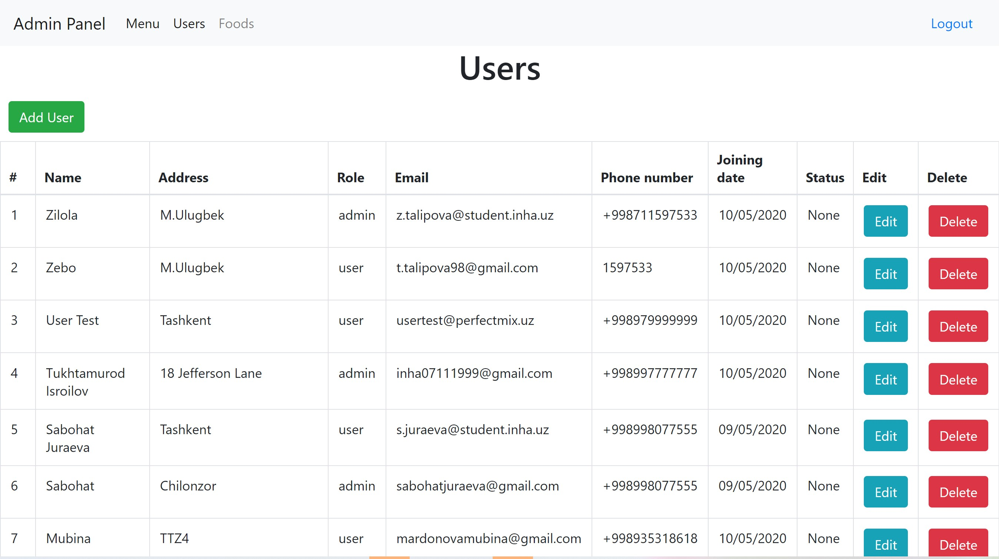 Admin Panel Menu Users Foods Logout
Users
Add User
# Name Address Role Email Phone number Joining date Status Edit Delete
1 Zilola M.Ulugbek admin z.talipova@student.inha.uz +998711597533 10/05/2020 None Edit Delete
2 Zebo M.Ulugbek user t.talipova98@gmail.com 1597533 10/05/2020 None Edit Delete
3 User Test Tashkent user usertest@perfectmix.uz +998979999999 10/05/2020 None Edit Delete
4 Tukhtamurod Isroilov 18 Jefferson Lane admin inha07111999@gmail.com +998997777777 10/05/2020 None Edit Delete
5 Sabohat Juraeva Tashkent user s.juraeva@student.inha.uz +998998077555 09/05/2020 None Edit Delete
6 Sabohat Chilonzor admin sabohatjuraeva@gmail.com +998998077555 09/05/2020 None Edit Delete
7 Mubina TTZ4 user mardonovamubina@gmail.com +998935318618 10/05/2020 None Edit Delete